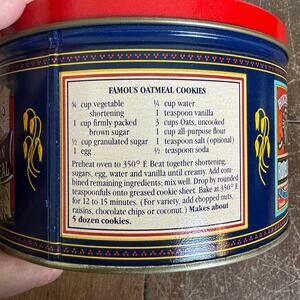 FAMOUS OATMEAL COOKIES
¾ cup vegetable shortening
1 cup firmly packed brown sugar
½ cup granulated sugar
1 egg
¼ cup water
1 teaspoon vanilla
3 cups Oats, uncooked
1 cup all-purpose flour
1 teaspoon salt (optional)
½ teaspoon soda
Preheat oven to 350° F. Beat together shortening,
sugars, egg, water and vanilla until creamy. Add com-
bined remaining ingredients; mix well. Drop by rounded
teaspoonfuls onto greased cookie sheet. Bake at 350° F.
for 12 to 15 minutes. (For variety, add chopped nuts,
raisins, chocolate chips or coconut.) Makes about
5 dozen cookies.